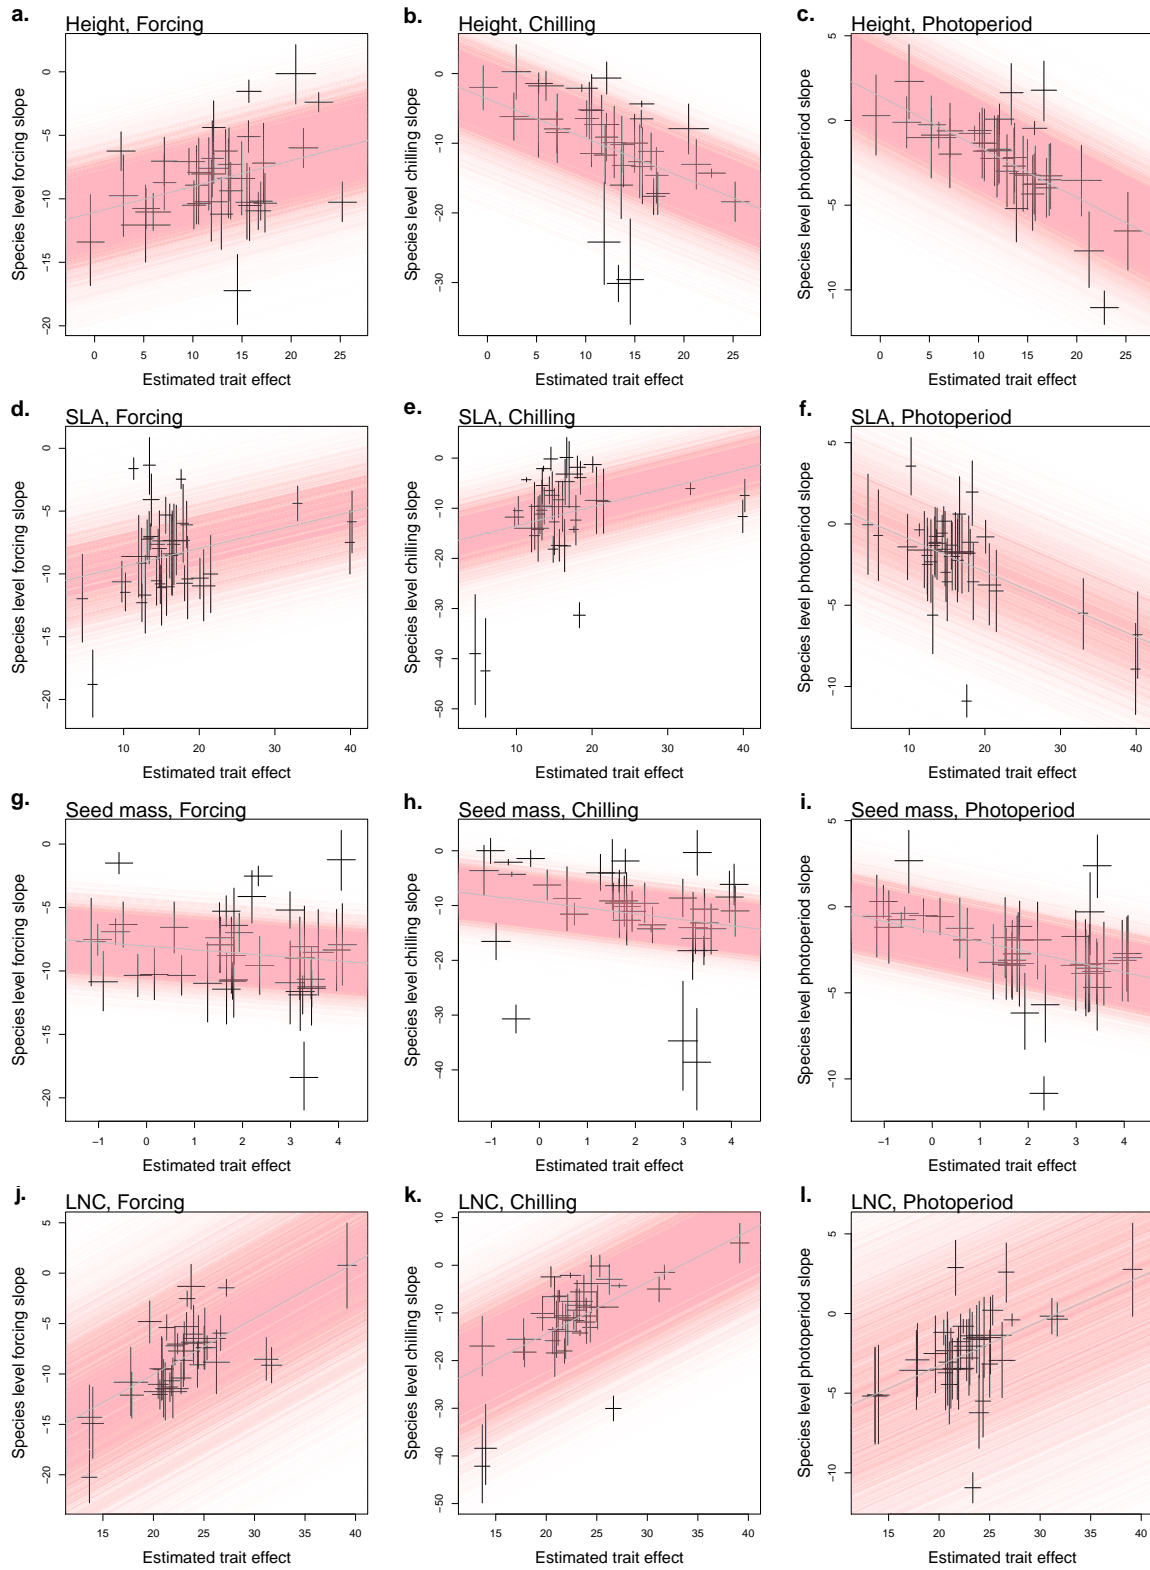 a. Height, Forcing
Species level forcing slope
0
−5
−10
−15
−20
0 5 10 15 20 25
Estimated trait effect
b. Height, Chilling
Species level chilling slope
0
−10
−20
−30
0 5 10 15 20 25
Estimated trait effect
c. Height, Photoperiod
Species level photoperiod slope
5
0
−5
−10
0 5 10 15 20 25
Estimated trait effect
d. SLA, Forcing
Species level forcing slope
0
−5
−10
−15
−20
10 20 30 40
Estimated trait effect
e. SLA, Chilling
Species level chilling slope
0
−10
−20
−30
−40
−50
10 20 30 40
Estimated trait effect
f. SLA, Photoperiod
Species level photoperiod slope
5
0
−5
−10
10 20 30 40
Estimated trait effect
g. Seed mass, Forcing
Species level forcing slope
0
−5
−10
−15
−20
−1 0 1 2 3 4
Estimated trait effect
h. Seed mass, Chilling
Species level chilling slope
0
−10
−20
−30
−40
−1 0 1 2 3 4
Estimated trait effect
i. Seed mass, Photoperiod
Species level photoperiod slope
5
0
−5
−10
−1 0 1 2 3 4
Estimated trait effect
j. LNC, Forcing
Species level forcing slope
5
0
−5
−10
−15
−20
15 20 25 30 35 40
Estimated trait effect
k. LNC, Chilling
Species level chilling slope
10
0
−10
−20
−30
−40
−50
15 20 25 30 35 40
Estimated trait effect
l. LNC, Photoperiod
Species level photoperiod slope
5
0
−5
−10
15 20 25 30 35 40
Estimated trait effect